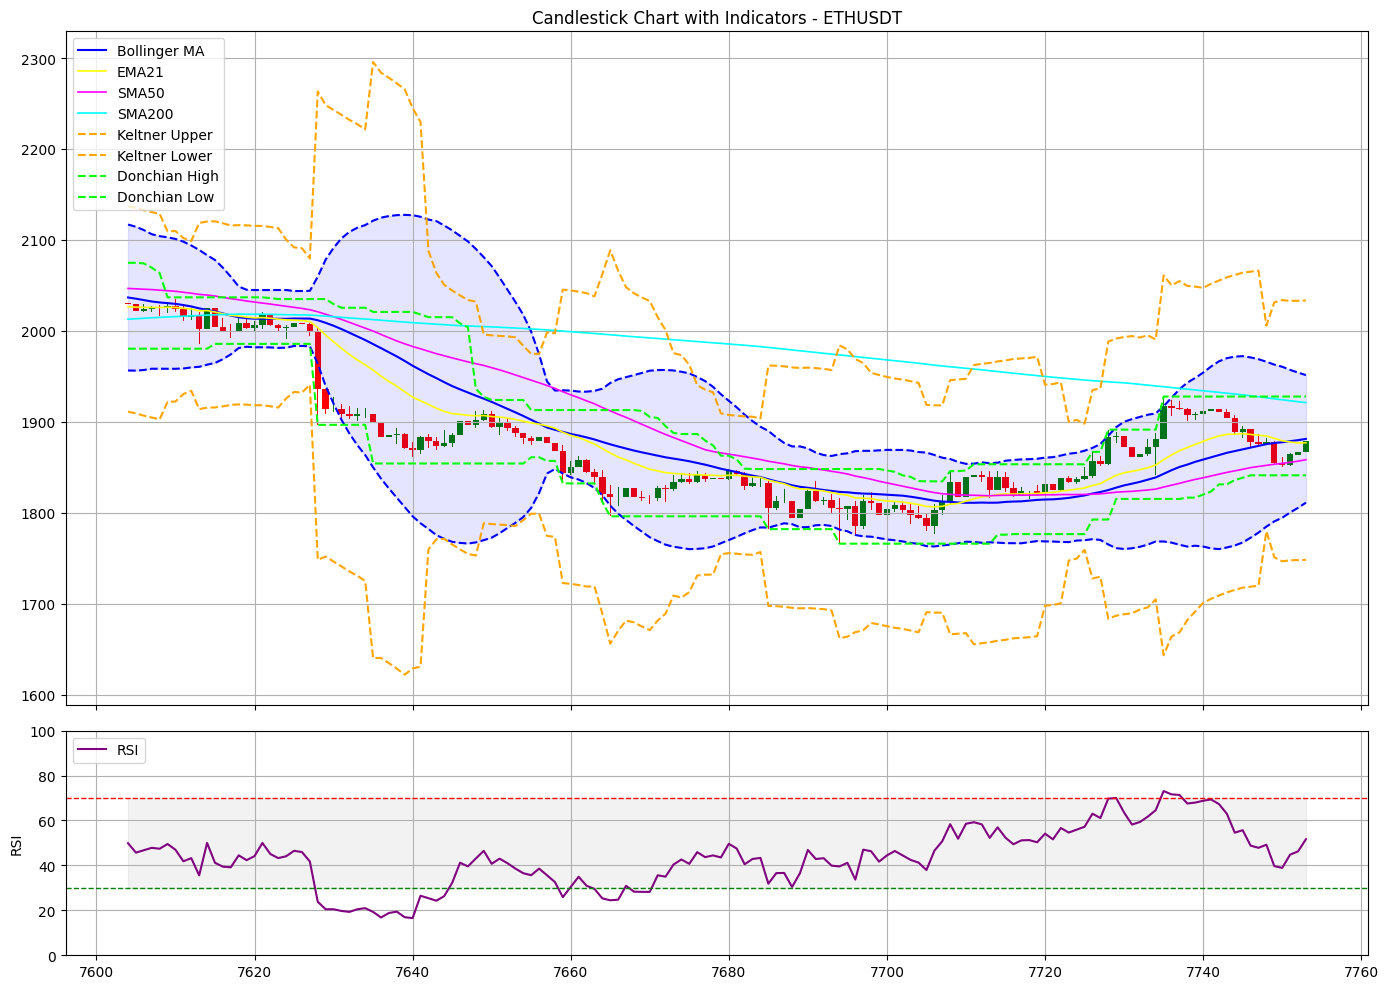 Candlestick Chart with Indicators - ETHUSDT
Bollinger MA
EMA21
SMA50
SMA200
Keltner Upper
Keltner Lower
Donchian High
Donchian Low
2300
2200
2100
2000
1900
1800
1700
1600
RSI
100
80
60
40
20
0
RSI
7600
7620
7640
7660
7680
7700
7720
7740
7760